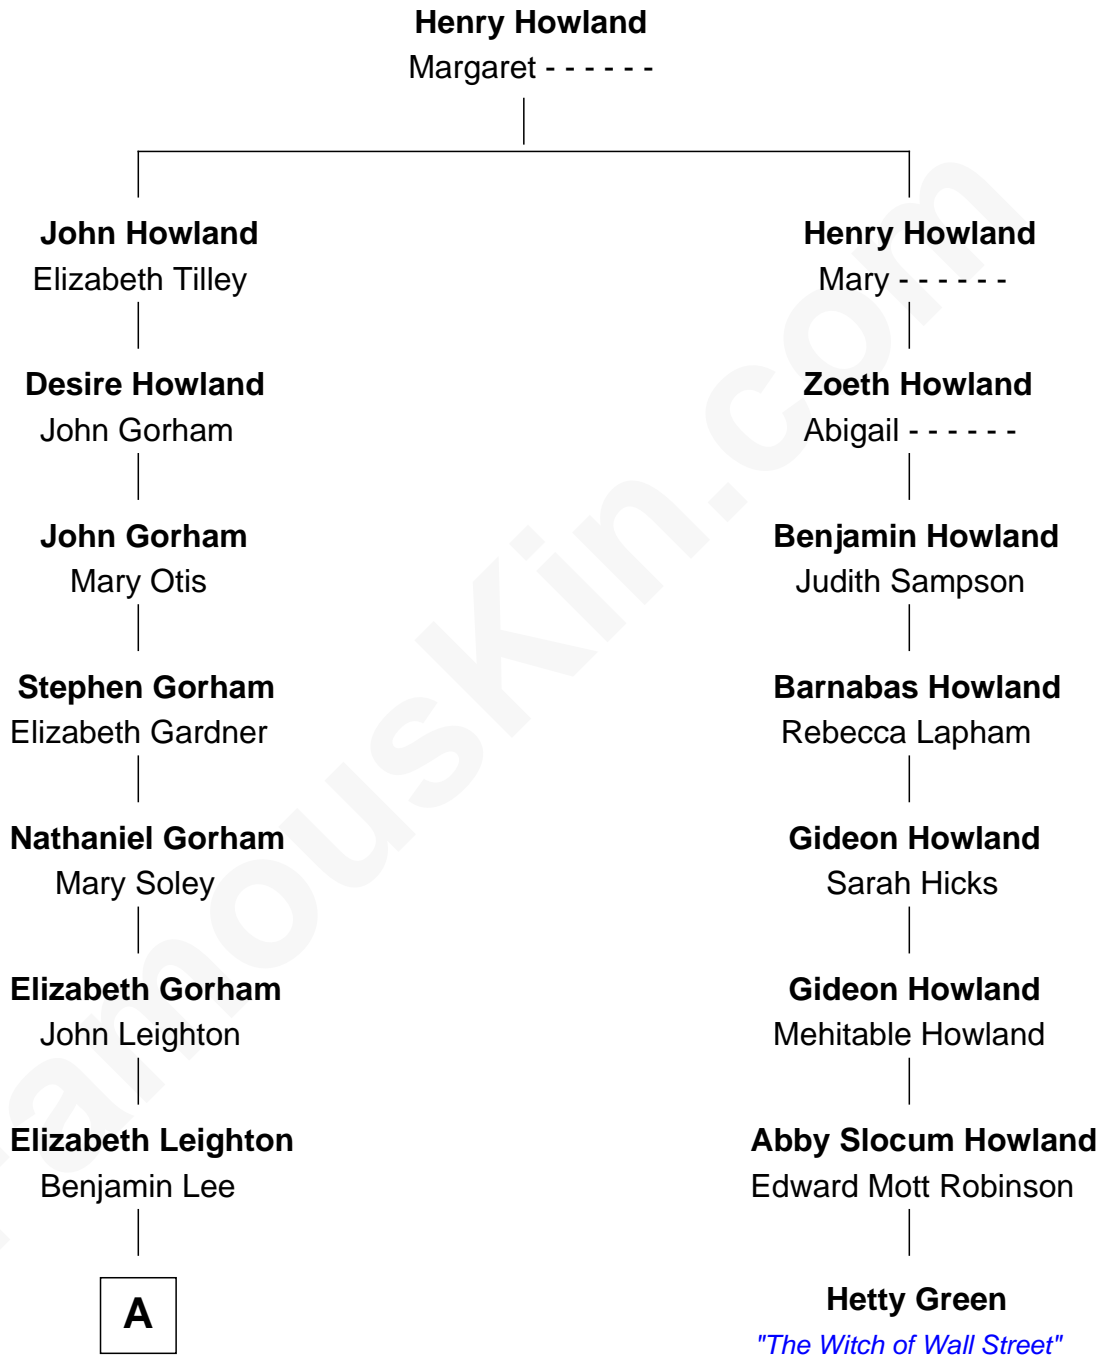 Henry Howland
Margaret - - - - - -
John Howland
Elizabeth Tilley
Henry Howland
Mary - - - - - -
Desire Howland
John Gorham
Zoeth Howland
Abigail - - - - - -
John Gorham
Mary Otis
Benjamin Howland
Judith Sampson
Stephen Gorham
Elizabeth Gardner
Barnabas Howland
Rebecca Lapham
Nathaniel Gorham
Mary Soley
Gideon Howland
Sarah Hicks
Elizabeth Gorham
John Leighton
Gideon Howland
Mehitable Howland
Elizabeth Leighton
Benjamin Lee
Abby Slocum Howland
Edward Mott Robinson
A
Hetty Green
"The Witch of Wall Street"
FamousKin.com